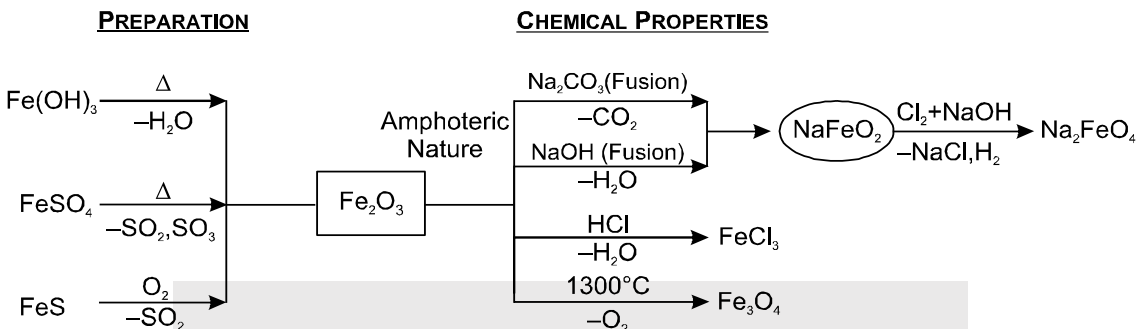 PREPARATION
CHEMICAL PROPERTIES
Fe(OH)₃
Δ
–H₂O
FeSO₄
Δ
–SO₂,SO₃
FeS
O₂
–SO₂
Fe₂O₃
Amphoteric
Nature
Na₂CO₃(Fusion)
–CO₂
NaOH (Fusion)
–H₂O
NaFeO₂
Cl₂+NaOH
–NaCl,H₂
Na₂FeO₄
HCl
–H₂O
FeCl₃
1300°C
–O₂
Fe₃O₄